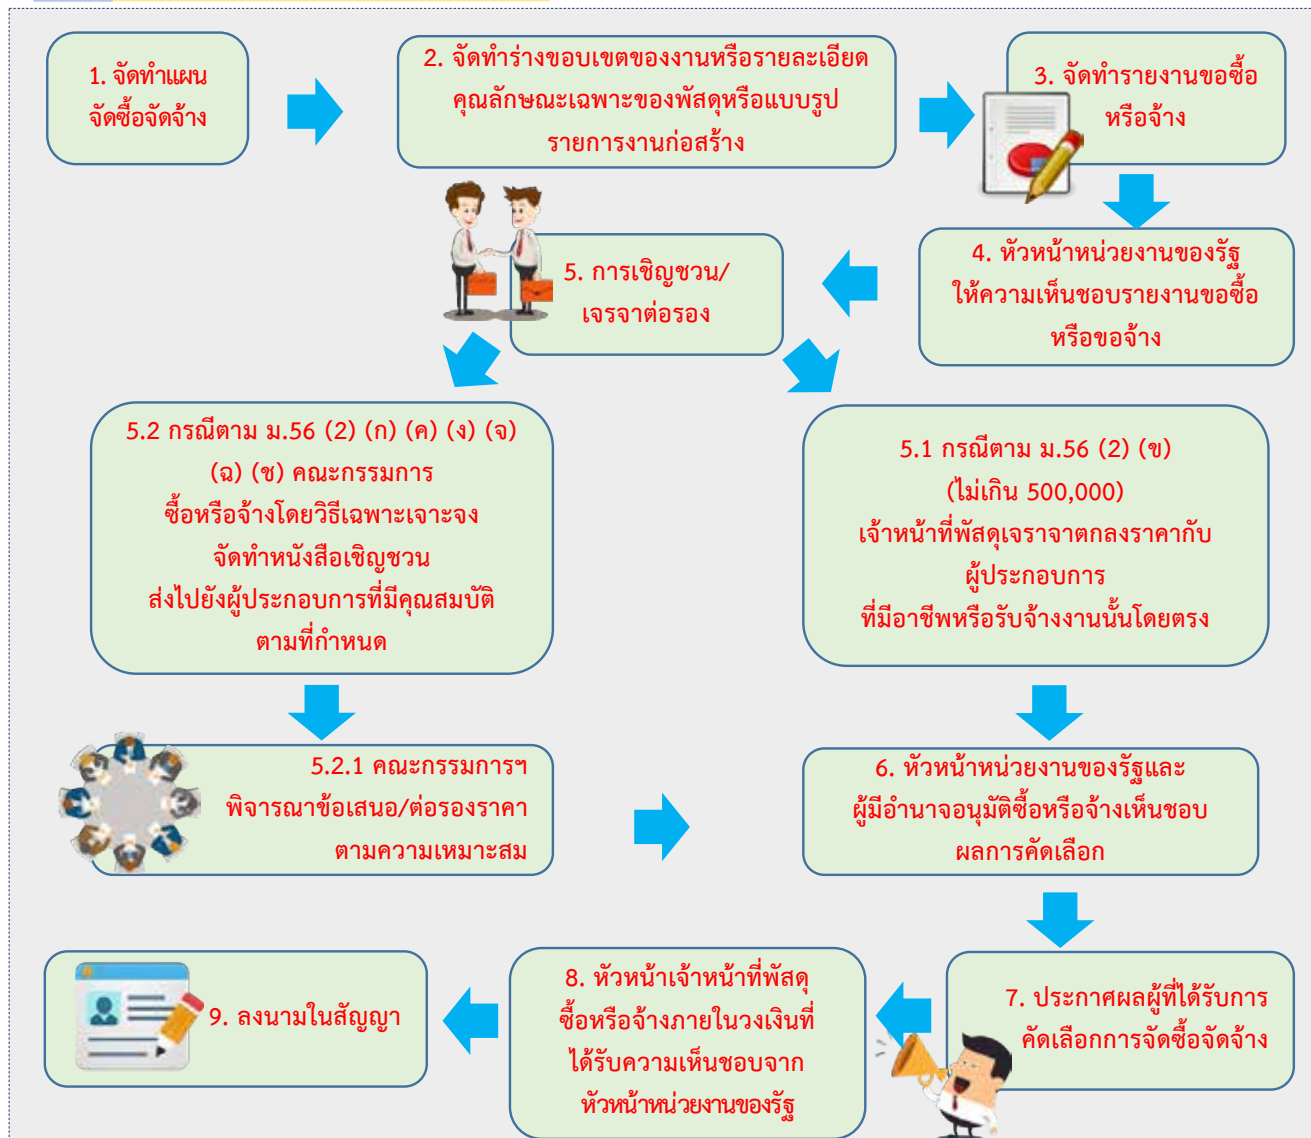 1. จัดทำแผน
จัดซื้อจัดจ้าง
2. จัดทำร่างขอบเขตของงานหรือรายละเอียด
คุณลักษณะเฉพาะของพัสดุหรือแบบรูป
รายการงานก่อสร้าง
3. จัดทำรายงานขอซื้อ
หรือจ้าง
4. หัวหน้าหน่วยงานของรัฐ
ให้ความเห็นชอบรายงานขอซื้อ
หรือขอจ้าง
5. การเชิญชวน/
เจรจาต่อรอง
5.1 กรณีตาม ม.56 (2) (ข)
(ไม่เกิน 500,000)
เจ้าหน้าที่พัสดุเจราจาตกลงราคากับ
ผู้ประกอบการ
ที่มีอาชีพหรือรับจ้างงานนั้นโดยตรง
5.2 กรณีตาม ม.56 (2) (ก) (ค) (ง) (จ)
(ฉ) (ช) คณะกรรมการ
ซื้อหรือจ้างโดยวิธีเฉพาะเจาะจง
จัดทำหนังสือเชิญชวน
ส่งไปยังผู้ประกอบการที่มีคุณสมบัติ
ตามที่กำหนด
5.2.1 คณะกรรมการฯ
พิจารณาข้อเสนอ/ต่อรองราคา
ตามความเหมาะสม
6. หัวหน้าหน่วยงานของรัฐและ
ผู้มีอำนาจอนุมัติซื้อหรือจ้างเห็นชอบ
ผลการคัดเลือก
7. ประกาศผลผู้ที่ได้รับการ
คัดเลือกการจัดซื้อจัดจ้าง
8. หัวหน้าเจ้าหน้าที่พัสดุ
ซื้อหรือจ้างภายในวงเงินที่
ได้รับความเห็นชอบจาก
หัวหน้าหน่วยงานของรัฐ
9. ลงนามในสัญญา